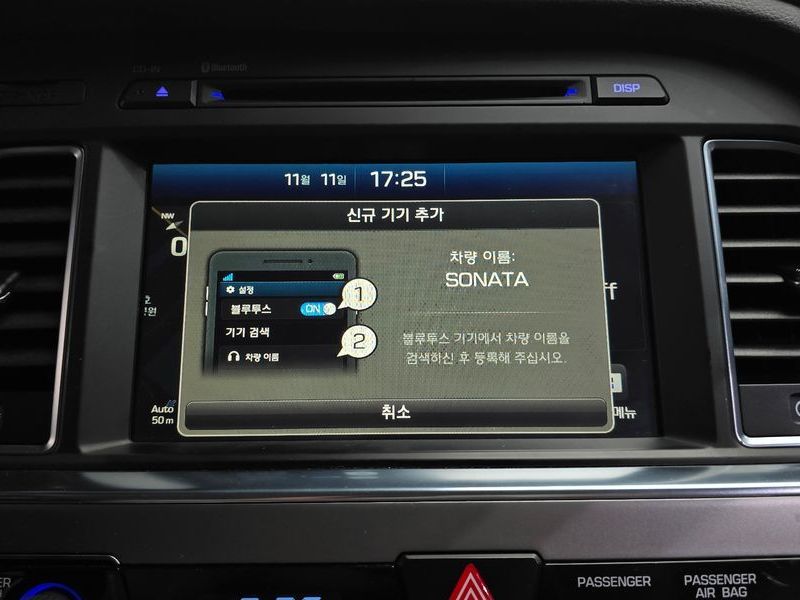 CD-IN
Bluetooth
DISP
11월 11일 17:25
NW
0
신규 기기 추가
설정
블루투스 ON
기기 검색
차량 이름
1
2
차량 이름:
SONATA
ff
블루투스 기기에서 차량 이름을
검색하신 후 등록해 주십시오.
취소
Auto
50 m
메뉴
PASSENGER
PASSENGER
AIR BAG